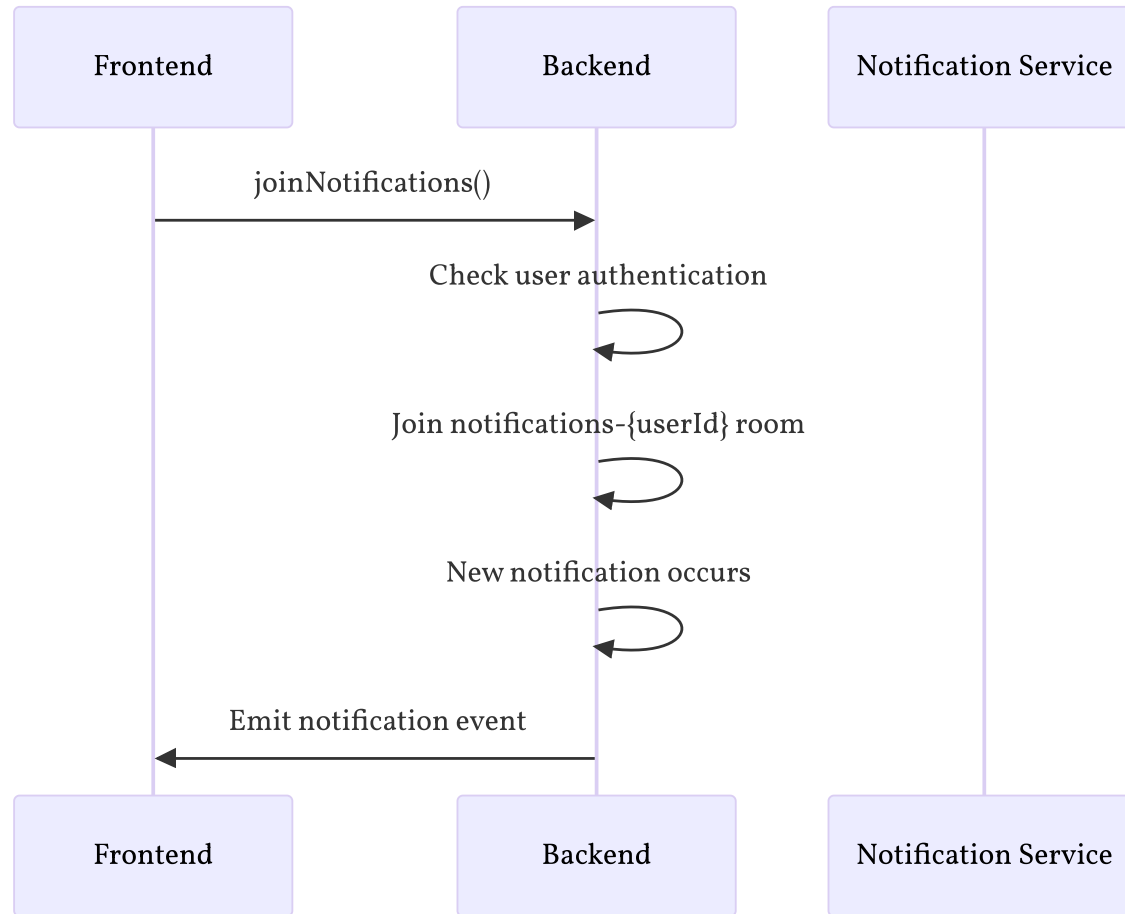 Frontend
Backend
Notification Service
joinNotifications()
Check user authentication
Join notifications-{userId} room
New notification occurs
Emit notification event
Frontend
Backend
Notification Service